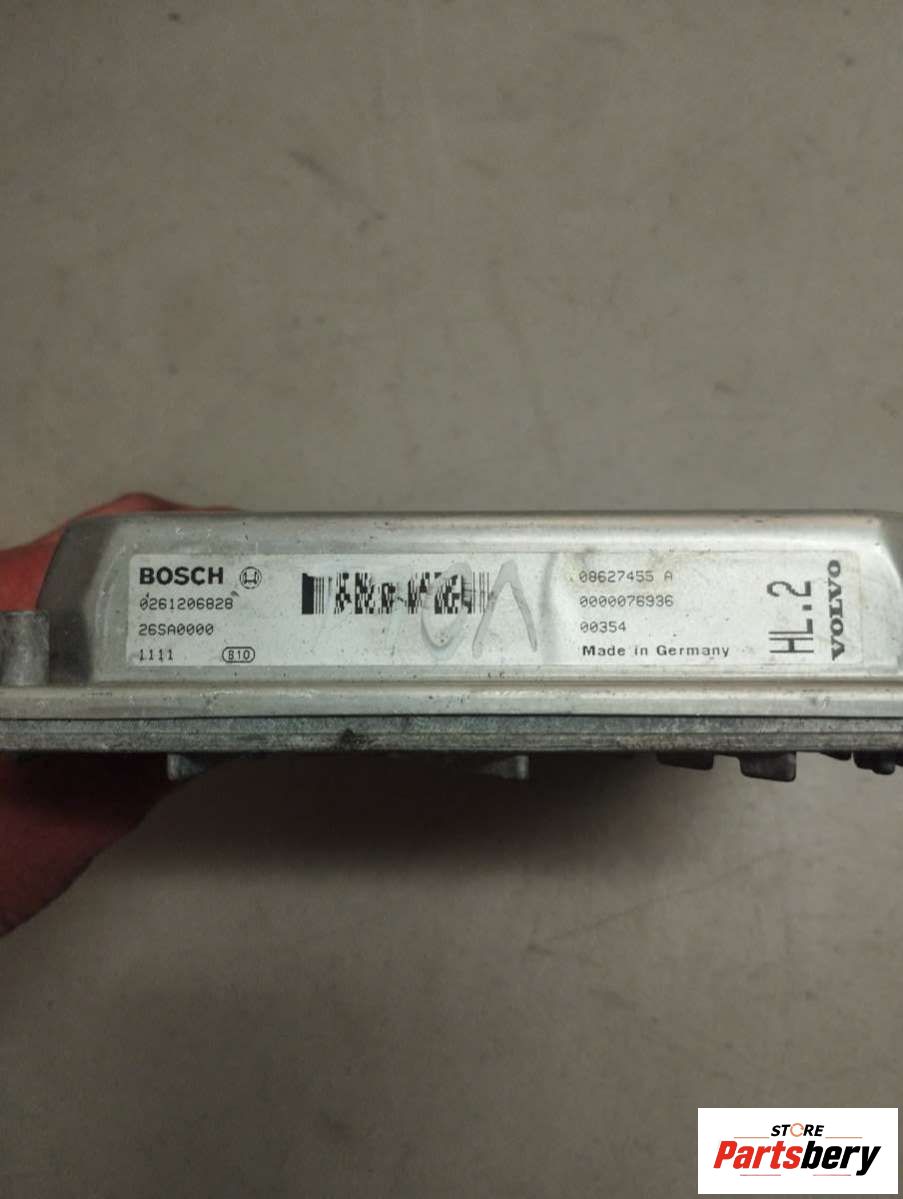 BOSCH
0261206828
26SA0000
1111 B10
08627455 A
0000076936
00354
Made in Germany
HL.2
VOLVO
STORE
Partsbery